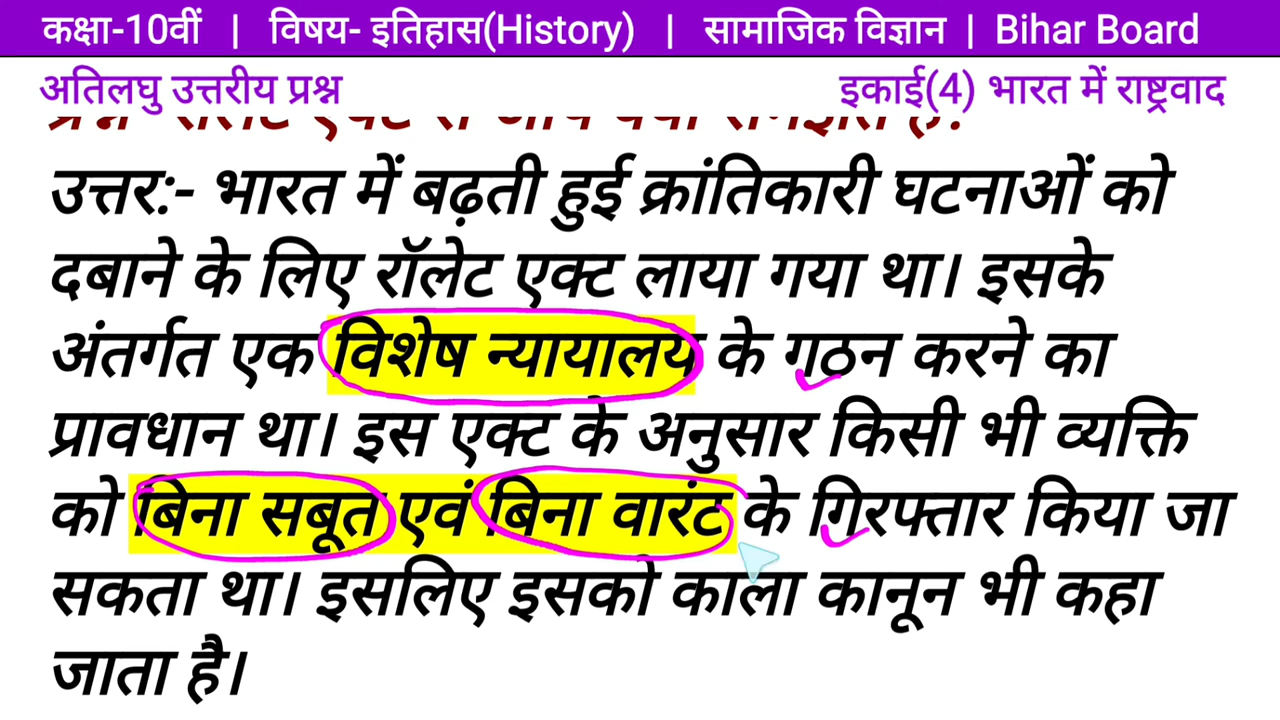 कक्षा-10वीं | विषय- इतिहास(History) | सामाजिक विज्ञान | Bihar Board
अतिलघु उत्तरीय प्रश्न इकाई(4) भारत में राष्ट्रवाद
उत्तर:- भारत में बढ़ती हुई क्रांतिकारी घटनाओं को
दबाने के लिए रॉलेट एक्ट लाया गया था। इसके
अंतर्गत एक विशेष न्यायालय के गठन करने का
प्रावधान था। इस एक्ट के अनुसार किसी भी व्यक्ति
को बिना सबूत एवं बिना वारंट के गिरफ्तार किया जा
सकता था। इसलिए इसको काला कानून भी कहा
जाता है।